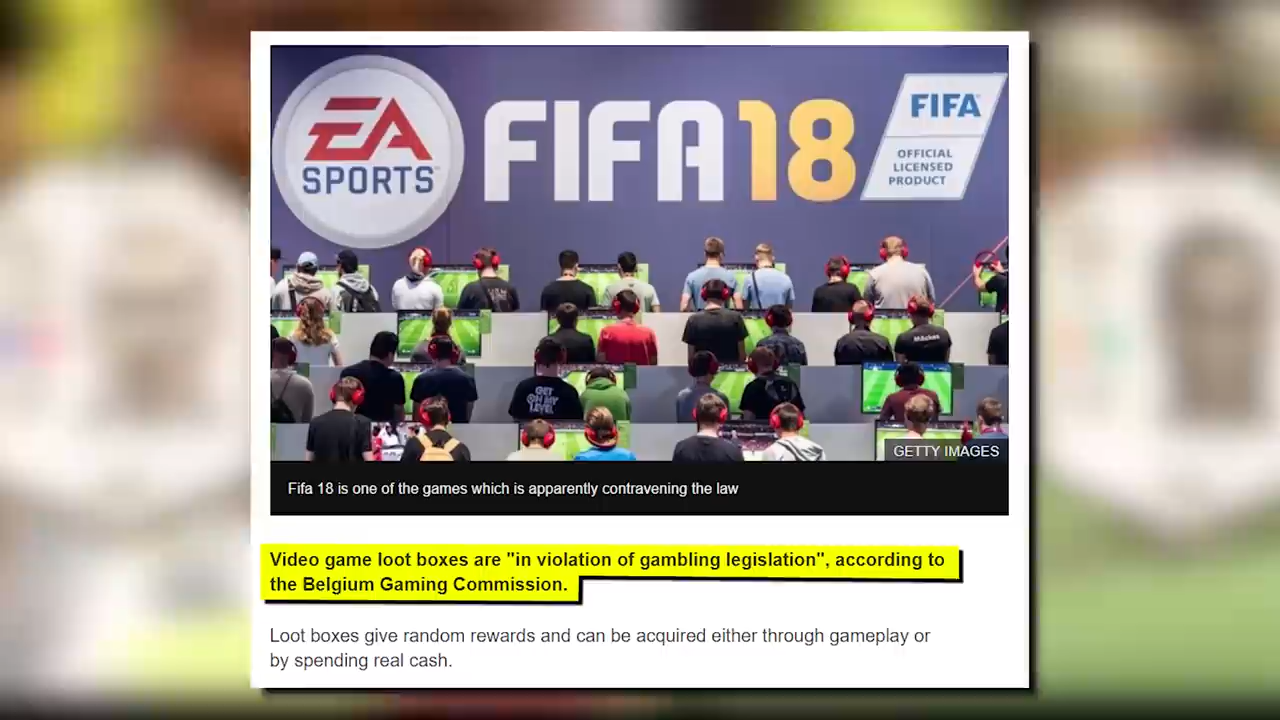 EA
SPORTS
FIFA 18
FIFA
OFFICIAL
LICENSED
PRODUCT
GET
ON MY
LEVEL
GETTY IMAGES
Fifa 18 is one of the games which is apparently contravening the law
Video game loot boxes are "in violation of gambling legislation", according to
the Belgium Gaming Commission.
Loot boxes give random rewards and can be acquired either through gameplay or
by spending real cash.